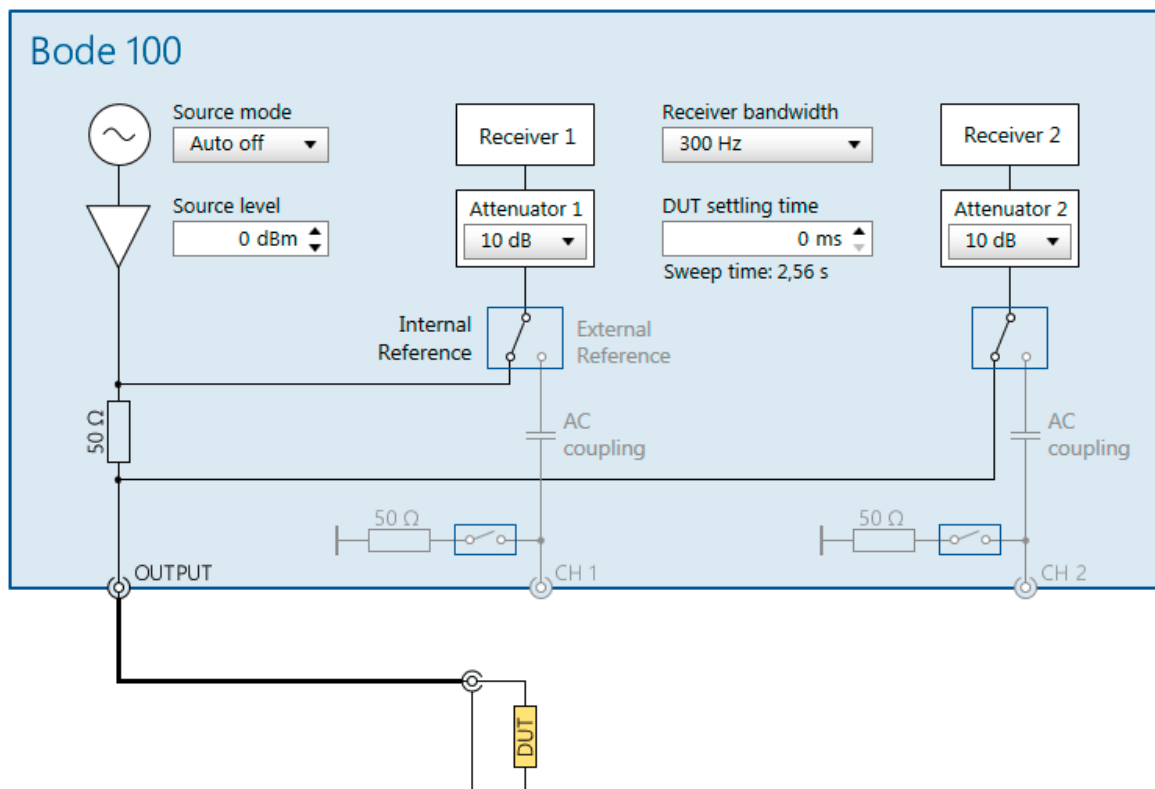 Bode 100
Source mode
Auto off
Source level
0 dBm
Receiver 1
Attenuator 1
10 dB
Receiver bandwidth
300 Hz
DUT settling time
0 ms
Sweep time: 2,56 s
Receiver 2
Attenuator 2
10 dB
Internal
Reference
External
Reference
50 Ω
AC
coupling
AC
coupling
50 Ω
50 Ω
OUTPUT
CH 1
CH 2
DUT